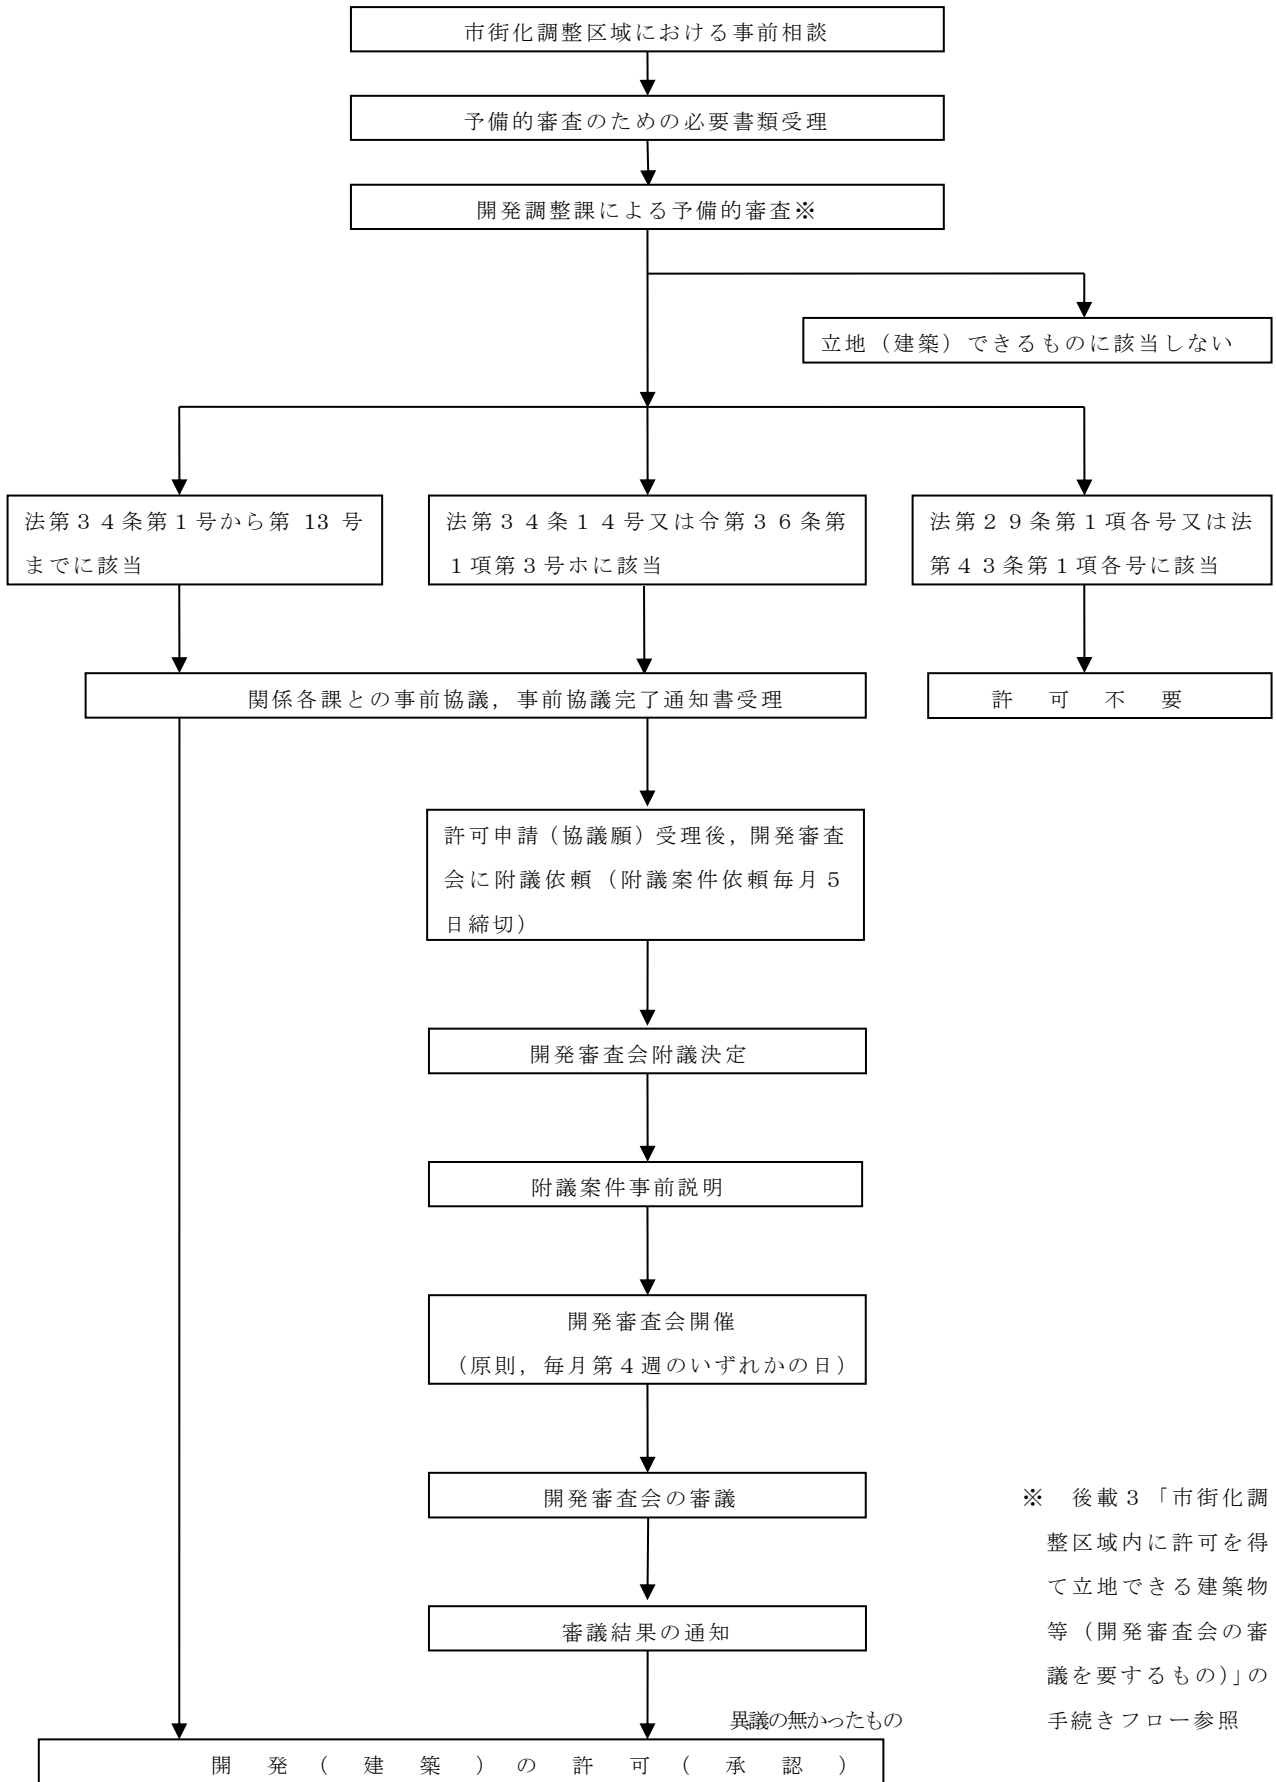 市街化調整区域における事前相談
予備的審査のための必要書類受理
開発調整課による予備的審査※
立地（建築）できるものに該当しない
法第３４条第１号から第 13 号
までに該当
法第３４条１４号又は令第３６条第
１項第３号ホに該当
法第２９条第１項各号又は法
第４３条第１項各号に該当
関係各課との事前協議，事前協議完了通知書受理
許　可　不　要
許可申請（協議願）受理後，開発審査
会に附議依頼（附議案件依頼毎月５
日締切）
開発審査会附議決定
附議案件事前説明
開発審査会開催
（原則，毎月第４週のいずれかの日）
開発審査会の審議
審議結果の通知
※　後載３「市街化調
整区域内に許可を得
て立地できる建築物
等（開発審査会の審
議を要するもの）」の
手続きフロー参照
異議の無かったもの
開　発　（　建　築　）　の　許　可　（　承　認　）